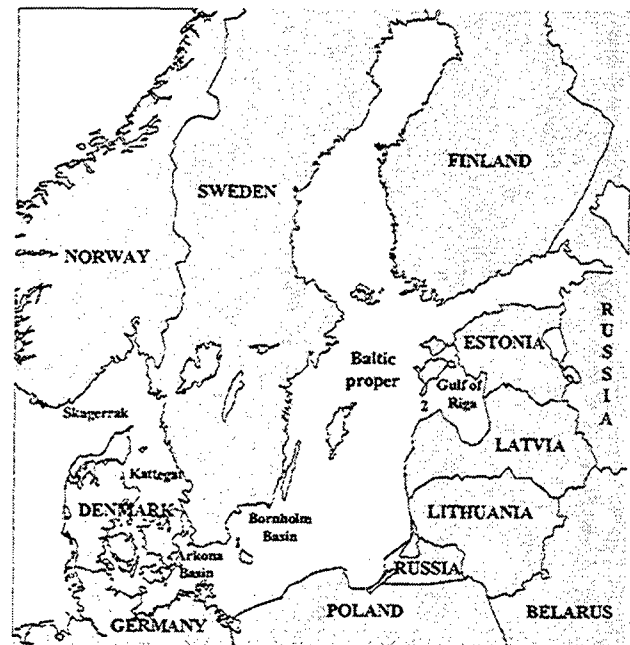 FINLAND
SWEDEN
NORWAY
RUSSIA
ESTONIA
Baltic
proper
Gulf of
Riga
2
Skagerrak
LATVIA
Kattegat
DENMARK
LITHUANIA
Bornholm
Basin
1
Arkona
Basin
RUSSIA
POLAND
BELARUS
GERMANY